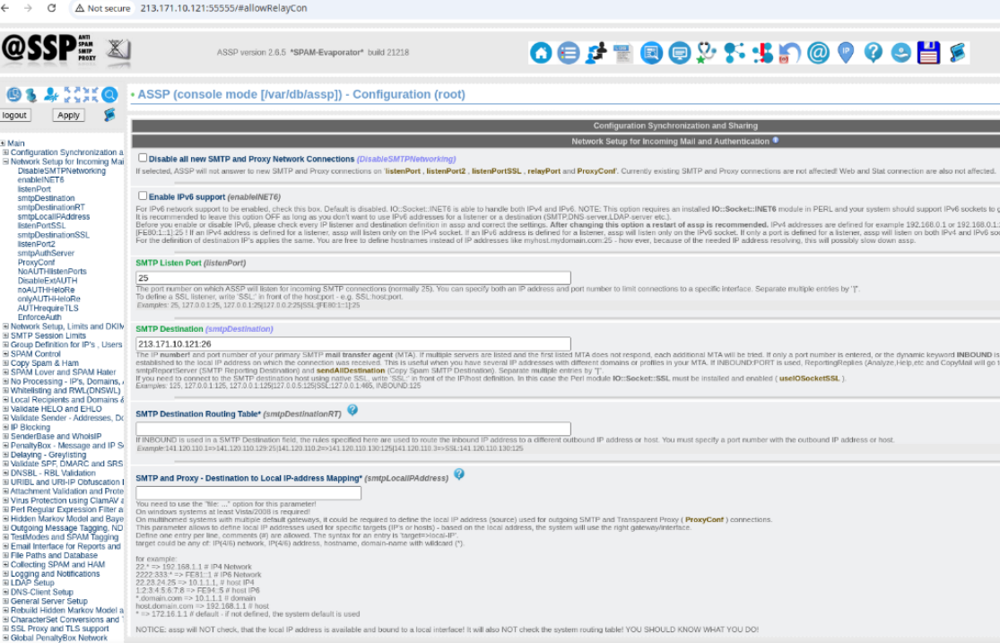 Not secure 213.171.10.121:55555/#allowRelayCon
@SSP ANTI SPAM SMTP PROXY
ASSP version 2.6.5 *SPAM-Evaporator* build 21218
logout Apply
Main
Configuration Synchronization a
Network Setup for Incoming Mai
DisableSMTPNetworking
enableINET6
listenPort
smtpDestination
smtpDestinationRT
smtpLocalIPAddress
listenPortSSL
smtpDestinationSSL
listenPort2
smtpAuthServer
ProxyConf
NoAUTHlistenPorts
DisableExtAUTH
noAUTHHeloRe
onlyAUTHHeloRe
AUTHrequireTLS
EnforceAuth
Network Setup, Limits and DKIM
SMTP Session Limits
Group Definition for IP's , Users
SPAM Control
Copy Spam & Ham
SPAM Lover and SPAM Hater
No Processing - IP's, Domains, A
Whitelisting and RWL(DNSWL)
Local Recipients and Domains &
Validate HELO and EHLO
Validate Sender - Addresses, Do
IP Blocking
SenderBase and WhoisIP
PenaltyBox - Message and IP S
Delaying - Greylisting
Validate SPF, DMARC and SRS
DNSBL - RBL Validation
URIBL and URI-IP Obfuscation
Attachment Validation and Prote
Virus Protection using ClamAV a
Perl Regular Expression Filter a
Hidden Markov Model and Baye
Outgoing Message Tagging, ND
TestModes and SPAM Tagging
Email Interface for Reports and
File Paths and Database
Collecting SPAM and HAM
Logging and Notifications
LDAP Setup
DNS-Client Setup
General Server Setup
Rebuild Hidden Markov Model a
CharacterSet Conversions and
SSL Proxy and TLS support
Global PenaltyBox Network
ASSP (console mode [/var/db/assp]) - Configuration (root)
Configuration Synchronization and Sharing
Network Setup for Incoming Mail and Authentication
Disable all new SMTP and Proxy Network Connections (DisableSMTPNetworking)
If selected, ASSP will not answer to new SMTP and Proxy connections on 'listenPort , listenPort2 , listenPortSSL , relayPort and ProxyConf'. Currently existing SMTP and Proxy connections are not affected! Web and Stat connection are also not affected.
Enable IPv6 support (enableINET6)
For IPv6 network support to be enabled, check this box. Default is disabled. IO::Socket::INET6 is able to handle both IPv4 and IPv6. NOTE: This option requires an installed IO::Socket::INET6 module in PERL and your system should support IPv6 sockets to
It is recommended to leave this option OFF as long as you don't want to use IPv6 addresses for a listener or a destination (SMTP,DNS-server,LDAP-server etc.).
Before you enable or disable IPv6, please check every IP listener and destination definition in assp and correct the settings. After changing this option a restart of assp is recommended. IPv4 addresses are defined for example 192.168.0.1 or 192.168.0.1:
[FE80:1::1]:25 ! If an IPv4 address is defined for a listener, assp will listen only on the IPv4 socket. If an IPv6 address is defined for a listener, assp will listen only on the IPv6 socket. If only a port is defined for a listener, assp will listen on both IPv4 and IPv6 so
For the definition of destination IP's applies the same. You are free to define hostnames instead of IP addresses like myhost.mydomain.com:25 - how ever, because of the needed IP address resolving, this will possibly slow down assp.
SMTP Listen Port (listenPort)
25
The port number on which ASSP will listen for incoming SMTP connections (normally 25). You can specify both an IP address and port number to limit connections to a specific interface. Separate multiple entries by "|".
To define a SSL listener, write 'SSL:' in front of the host:port - e.g. SSL:host:port.
Examples: 25, 127.0.0.1:25, 127.0.0.1:25|127.0.0.2:25|SSL:[FE80:1::1]:25
SMTP Destination (smtpDestination)
213.171.10.121:26
The IP number! and port number of your primary SMTP mail transfer agent (MTA). If multiple servers are listed and the first listed MTA does not respond, each additional MTA will be tried. If only a port number is entered, or the dynamic keyword INBOUND is
established to the local IP address on which the connection was received. This is useful when you have several IP addresses with different domains or profiles in your MTA. If INBOUND:PORT is used, ReportingReplies (Analyze,Help,etc and CopyMail will go t
smtpReportServer (SMTP Reporting Destination) and sendAllDestination (Copy Spam SMTP Destination). Separate multiple entries by "|".
If you need to connect to the SMTP destination host using native SSL, write 'SSL:' in front of the IP/host definition. In this case the Perl module IO::Socket::SSL must be installed and enabled ( useIOSocketSSL ).
Examples: 125, 127.0.0.1:125, 127.0.0.1:125|127.0.0.5:125|SSL:127.0.0.1:465, INBOUND:125
SMTP Destination Routing Table* (smtpDestinationRT)
If INBOUND is used in a SMTP Destination field, the rules specified here are used to route the inbound IP address to a different outbound IP address or host. You must specify a port number with the outbound IP address or host.
Example:141.120.110.1=>141.120.110.129:25|141.120.110.2=>141.120.110.130:125|141.120.110.3=>SSL:141.120.110.130:125
SMTP and Proxy - Destination to Local IP-address Mapping* (smtpLocalIPAddress)
You need to use the "file: ..." option for this parameter!
On windows systems at least Vista/2008 is required!
On multihomed systems with multiple default gateways, it could be required to define the local IP address (source) used for outgoing SMTP and Transparent Proxy ( ProxyConf ) connections.
This parameter allows to define local IP addresses used for specific targets (IP's or hosts) - based on the local address, the system will use the right gateway/interface.
Define one entry per line, comments (#) are allowed. The syntax for an entry is 'target=>local-IP'.
target could be any of: IP(4/6) network, IP(4/6) address, hostname, domain-name with wildcard (*).
for example:
22.* => 192.168.1.1 # IP4 Network
2222:333:* => FE81::1 # IP6 Network
22.23.24.25 => 10.1.1.1, # host IP4
1:2:3:4:5:6:7:8 => FE94::5 # host IP6
*.domain.com => 10.1.1.1 # domain
host.domain.com => 192.168.1.1 # host
* => 172.16.1.1 # default - if not defined, the system default is used
NOTICE: assp will NOT check, that the local IP address is available and bound to a local interface! It will also NOT check the system routing table! YOU SHOULD KNOW WHAT YOU DO!